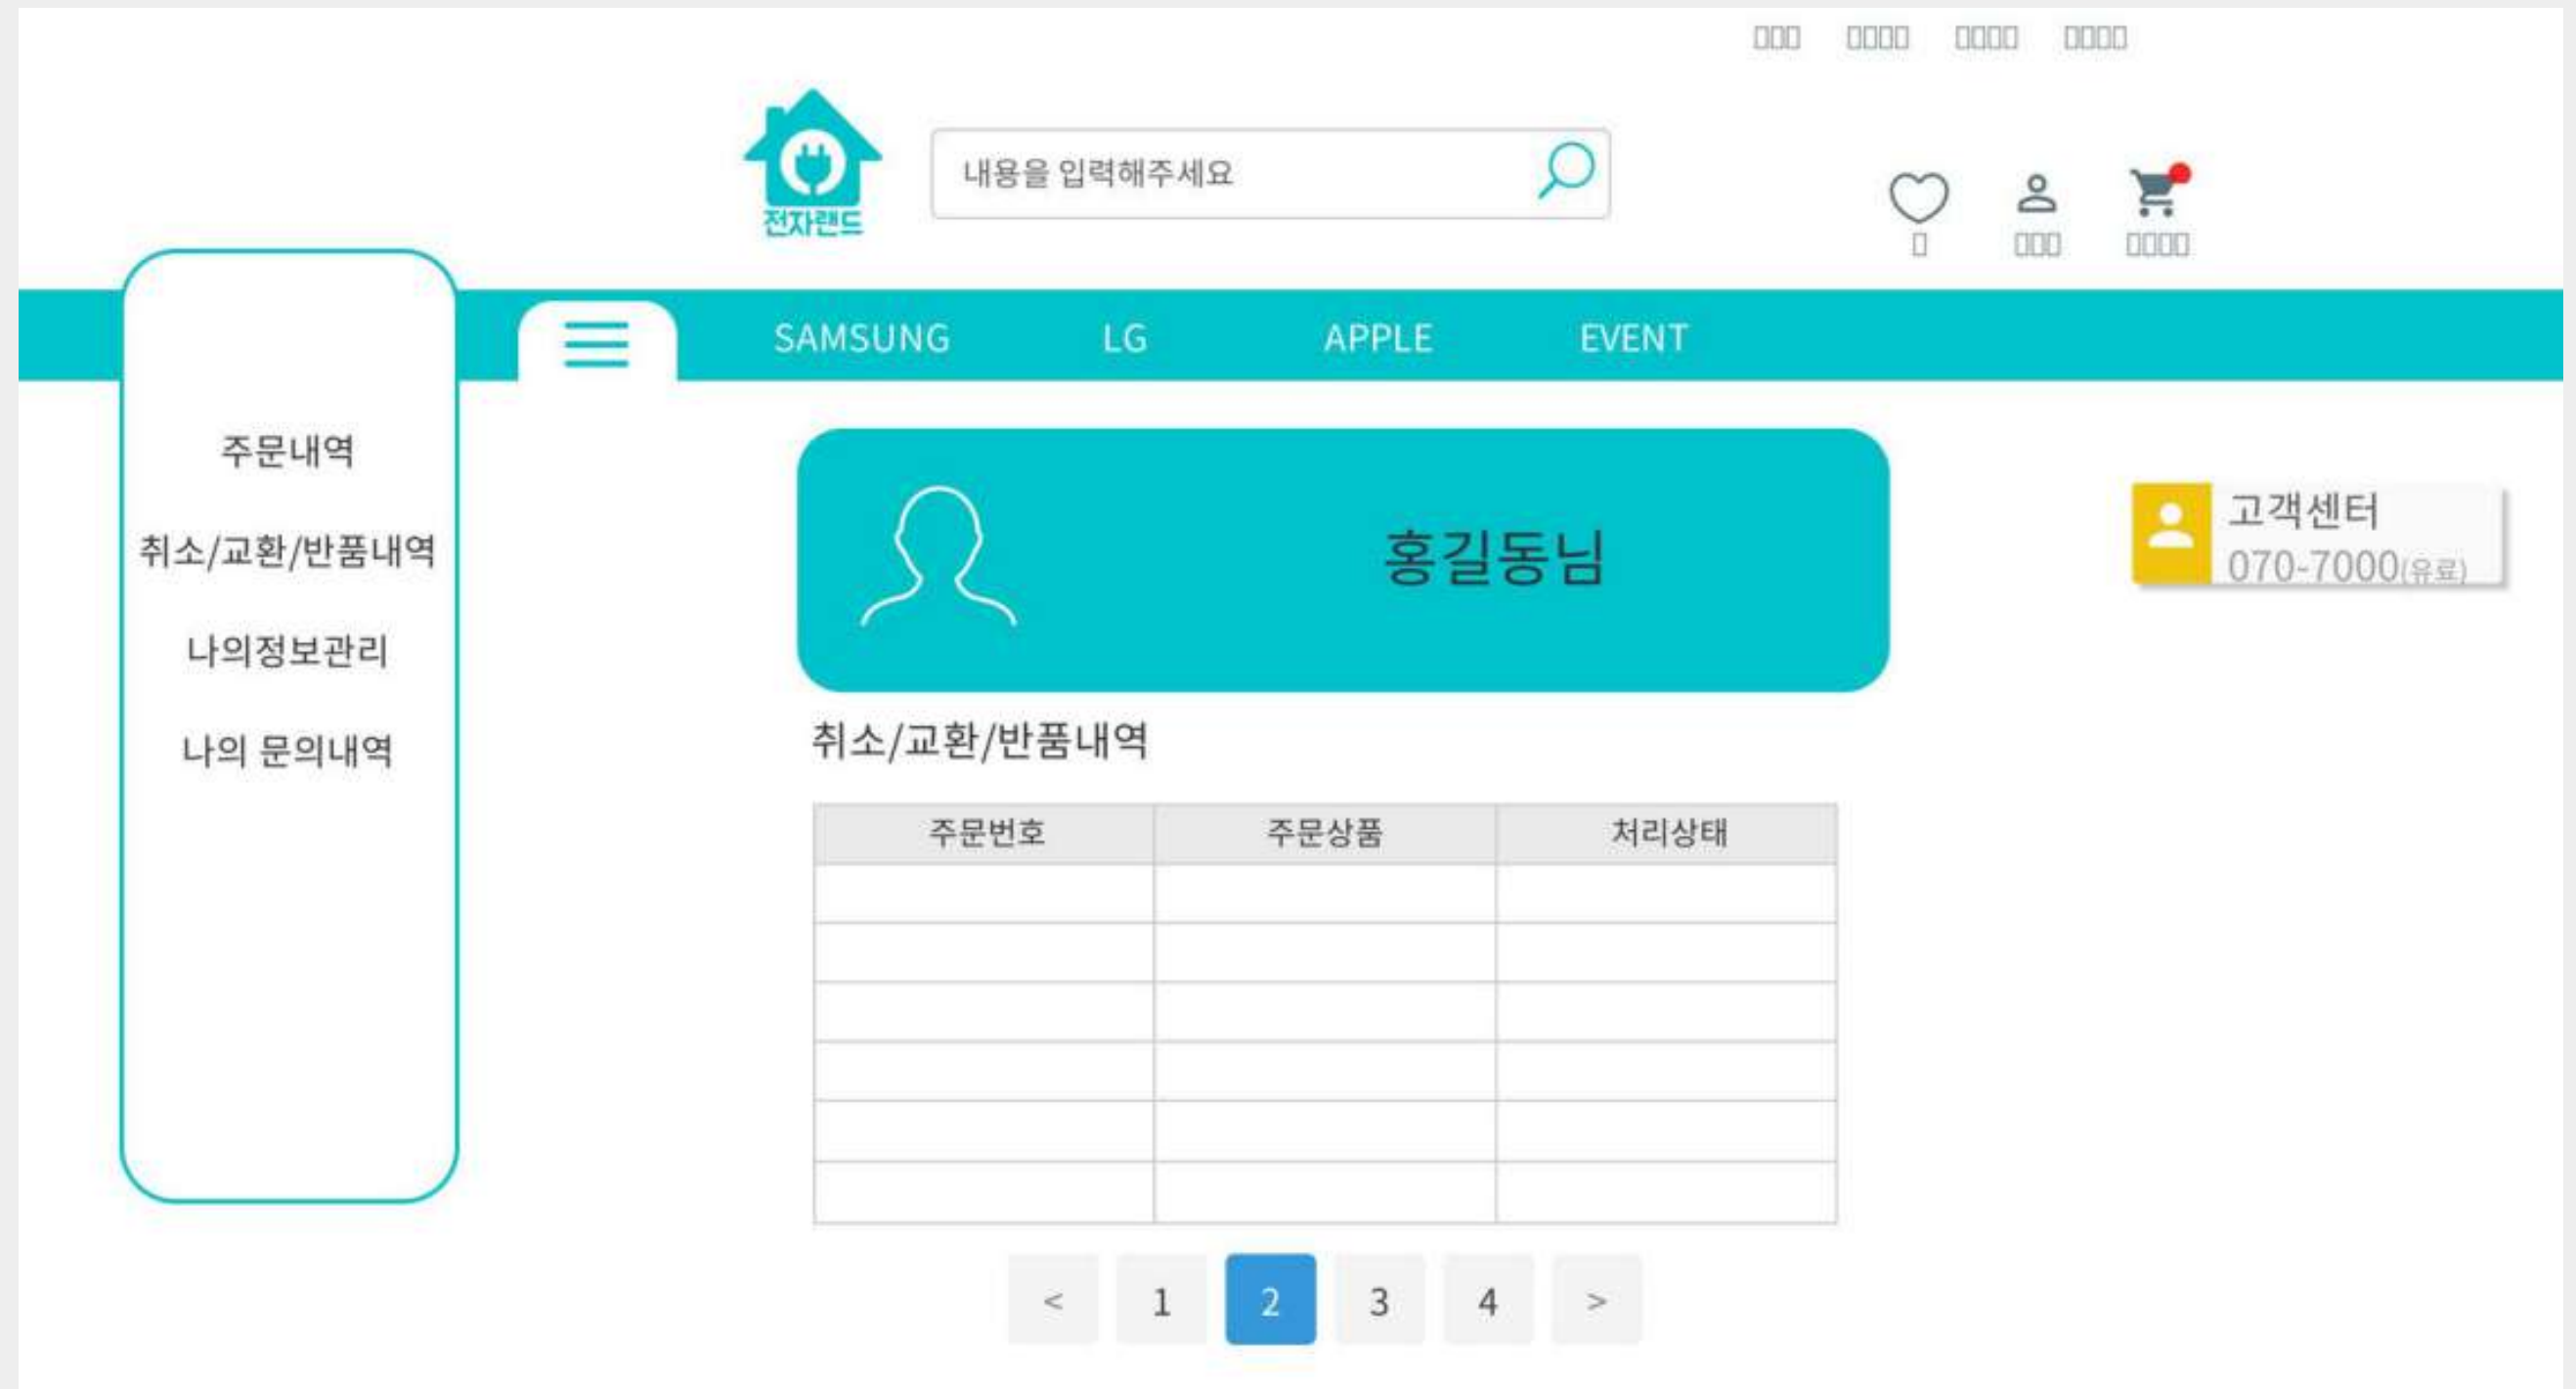 전자랜드
내용을 입력해주세요
SAMSUNG LG APPLE EVENT
주문내역
취소/교환/반품내역
나의정보관리
나의 문의내역
홍길동님
고객센터
070-7000(유료)
취소/교환/반품내역
주문번호 주문상품 처리상태
< 1 2 3 4 >